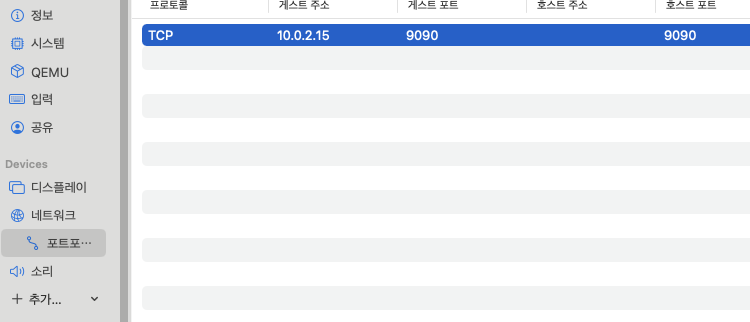 정보
시스템
QEMU
입력
공유
Devices
디스플레이
네트워크
포트포…
소리
추가...
프로토콜 게스트 주소 게스트 포트 호스트 주소 호스트 포트
TCP 10.0.2.15 9090 9090